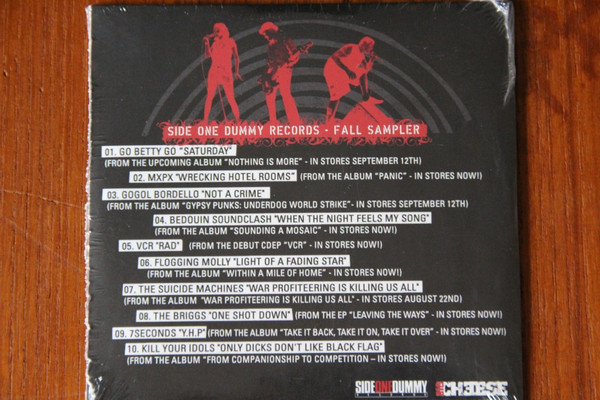 SIDE ONE DUMMY RECORDS - FALL SAMPLER
01. GO BETTY GO "SATURDAY"
(FROM THE UPCOMING ALBUM "NOTHING IS MORE" - IN STORES SEPTEMBER 12TH)
02. MXPX "WRECKING HOTEL ROOMS" (FROM THE ALBUM "PANIC" - IN STORES NOW!)
03. GOGOL BORDELLO "NOT A CRIME"
(FROM THE ALBUM "GYPSY PUNKS: UNDERDOG WORLD STRIKE"- IN STORES SEPTEMBER 12TH)
04. BEDOUIN SOUNDCLASH "WHEN THE NIGHT FEELS MY SONG"
(FROM THE ALBUM "SOUNDING A MOSAIC" - IN STORES NOW!)
05. VCR "RAD" (FROM THE DEBUT CDEP "VCR" - IN STORES NOW!)
06. FLOGGING MOLLY "LIGHT OF A FADING STAR"
(FROM THE ALBUM "WITHIN A MILE OF HOME" - IN STORES NOW!)
07. THE SUICIDE MACHINES "WAR PROFITEERING IS KILLING US ALL"
(FROM THE ALBUM "WAR PROFITEERING IS KILLING US ALL" - IN STORES AUGUST 22ND)
08. THE BRIGGS "ONE SHOT DOWN" (FROM THE EP "LEAVING THE WAYS" - IN STORES NOW!)
09. 7SECONDS "Y.H.P" (FROM THE ALBUM "TAKE IT BACK, TAKE IT ON, TAKE IT OVER" - IN STORES NOW!)
10. KILL YOUR IDOLS "ONLY DICKS DON'T LIKE BLACK FLAG"
(FROM THE ALBUM "FROM COMPANIONSHIP TO COMPETITION – IN STORES NOW!)
SIDEONEDUMMY
CHEESE